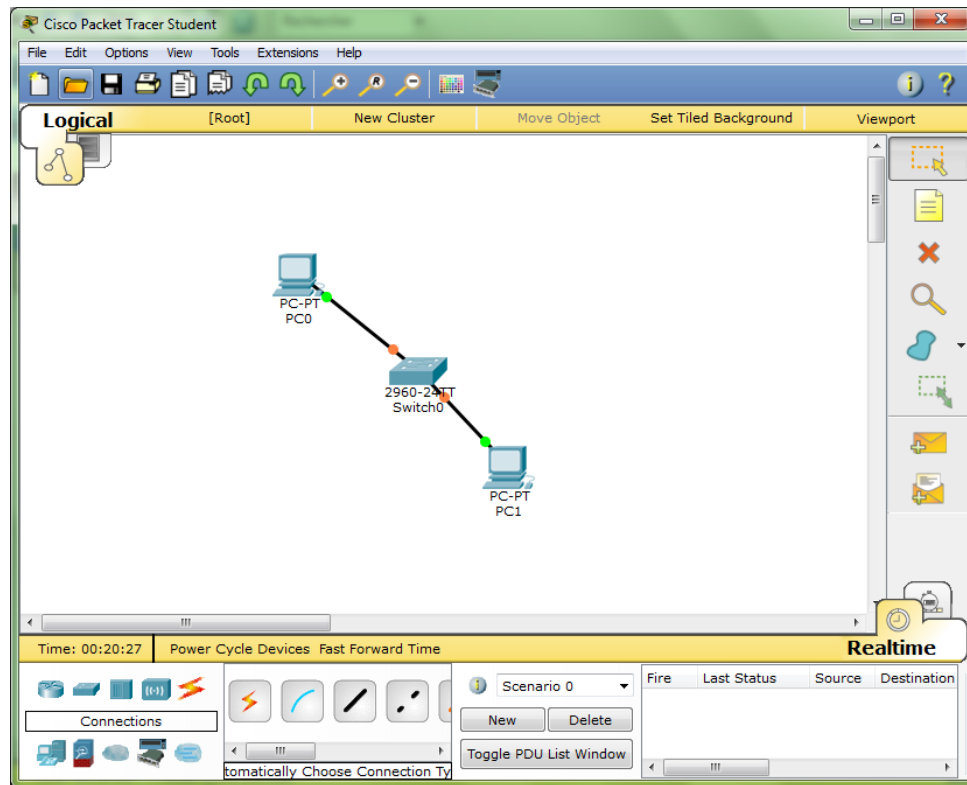 Cisco Packet Tracer Student
File Edit Options View Tools Extensions Help
Logical [Root] New Cluster Move Object Set Tiled Background Viewport
PC-PT
PC0
2960-24TT
Switch0
PC-PT
PC1
Time: 00:20:27 Power Cycle Devices Fast Forward Time Realtime
Connections
tomatically Choose Connection Ty
Scenario 0
New Delete
Toggle PDU List Window
Fire Last Status Source Destination